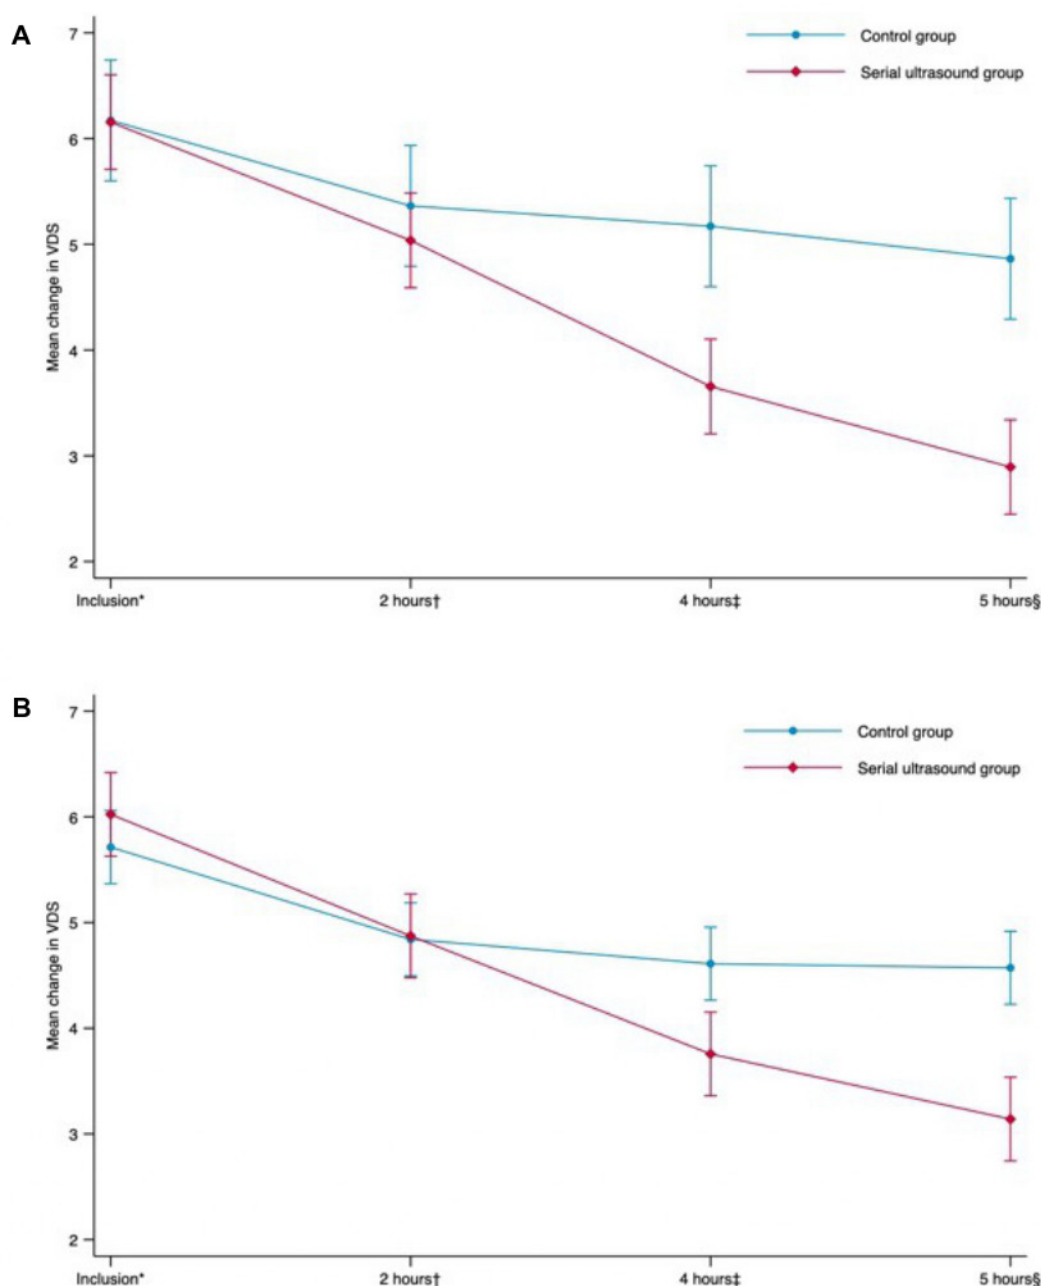 A
Control group
Serial ultrasound group
7
6
5
4
3
2
Mean change in VDS
Inclusion* 2 hours† 4 hours‡ 5 hours§
B
Control group
Serial ultrasound group
7
6
5
4
3
2
Mean change in VDS
Inclusion* 2 hours† 4 hours‡ 5 hours§